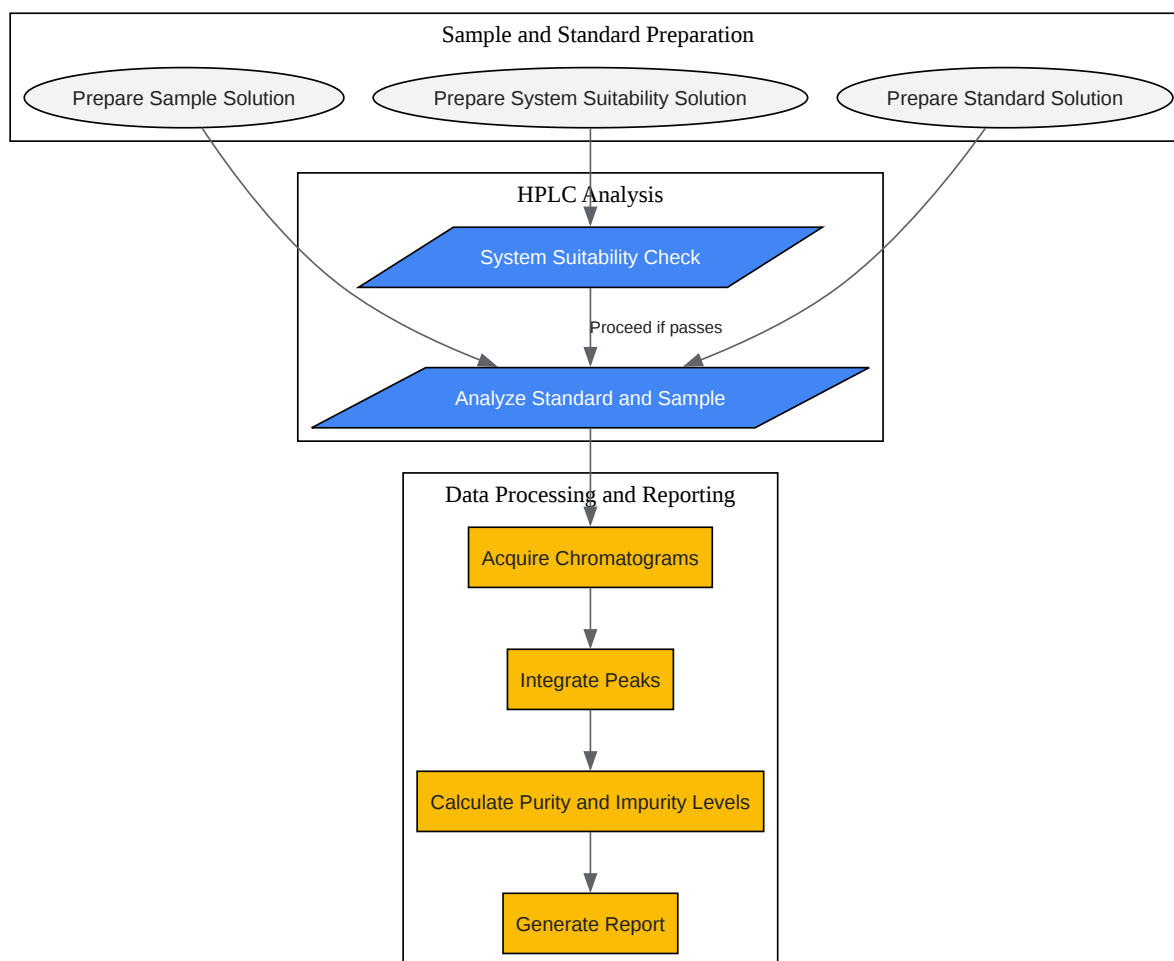 Sample and Standard Preparation
Prepare Sample Solution
Prepare System Suitability Solution
Prepare Standard Solution
HPLC Analysis
System Suitability Check
Proceed if passes
Analyze Standard and Sample
Data Processing and Reporting
Acquire Chromatograms
Integrate Peaks
Calculate Purity and Impurity Levels
Generate Report